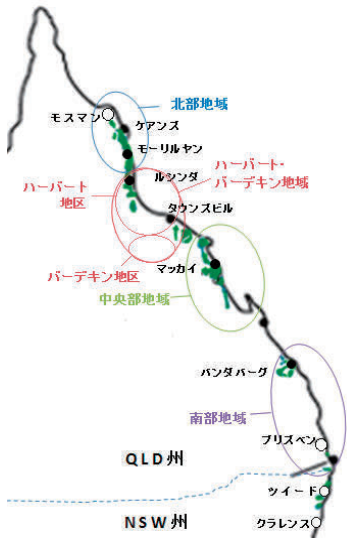 北部地域
モスマン
ケアンズ
モーリルヤン
ルシンダ
ハーバート・
バーデキン地域
ハーバート
地区
タウンズビル
バーデキン地区
マッカイ
中央部地域
バンダバーグ
南部地域
ブリスベン
QLD州
ツイード
NSW州
クラレンス